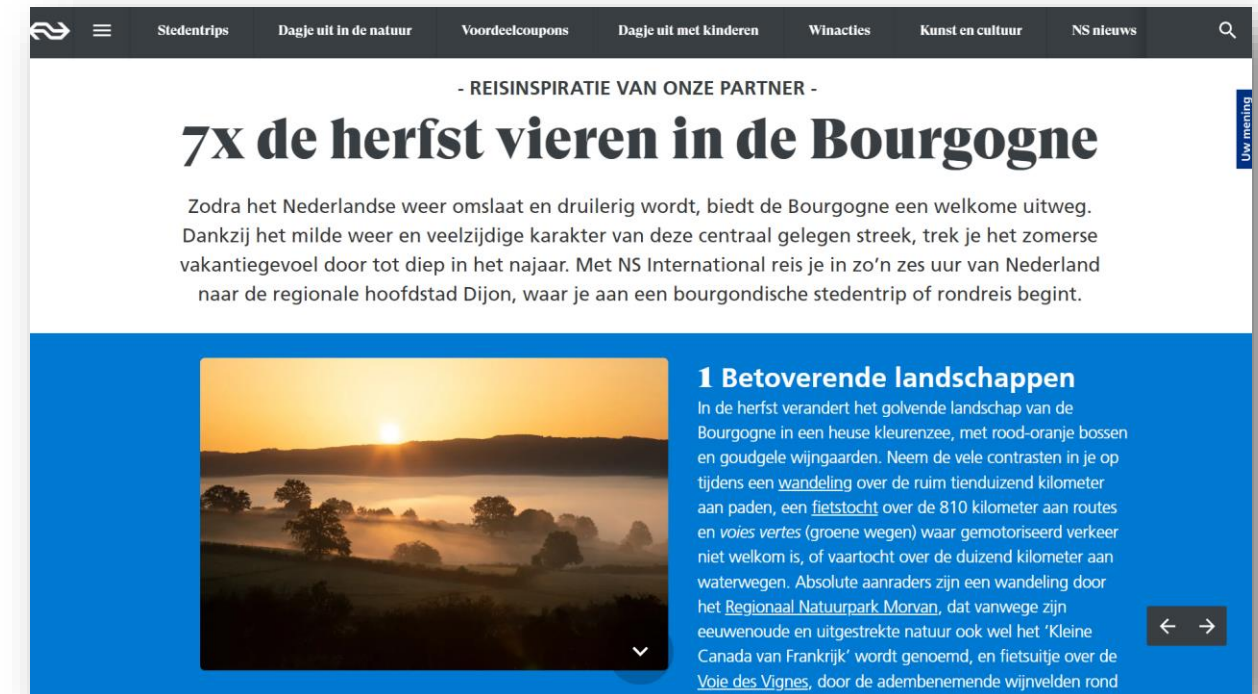 Stedentrips Dagje uit in de natuur Voordeelcoupons Dagje uit met kinderen Winacties Kunst en cultuur NS nieuws
- REISINSPIRATIE VAN ONZE PARTNER -
7x de herfst vieren in de Bourgogne
Uw mening
Zodra het Nederlandse weer omslaat en druilerig wordt, biedt de Bourgogne een welkome uitweg.
Dankzij het milde weer en veelzijdige karakter van deze centraal gelegen streek, trek je het zomerse
vakantiegevoel door tot diep in het najaar. Met NS International reis je in zo'n zes uur van Nederland
naar de regionale hoofdstad Dijon, waar je aan een bourgondische stedentrip of rondreis begint.
1 Betoverende landschappen
In de herfst verandert het golvende landschap van de
Bourgogne in een heuse kleurenzee, met rood-oranje bossen
en goudgele wijngaarden. Neem de vele contrasten in je op
tijdens een wandeling over de ruim tienduizend kilometer
aan paden, een fietstocht over de 810 kilometer aan routes
en voies vertes (groene wegen) waar gemotoriseerd verkeer
niet welkom is, of vaartocht over de duizend kilometer aan
waterwegen. Absolute aanraders zijn een wandeling door
het Regionaal Natuurpark Morvan, dat vanwege zijn
eeuwenoude en uitgestrekte natuur ook wel het 'Kleine
Canada van Frankrijk' wordt genoemd, en fietsuitje over de
Voie des Vignes, door de adembenemende wijnvelden rond